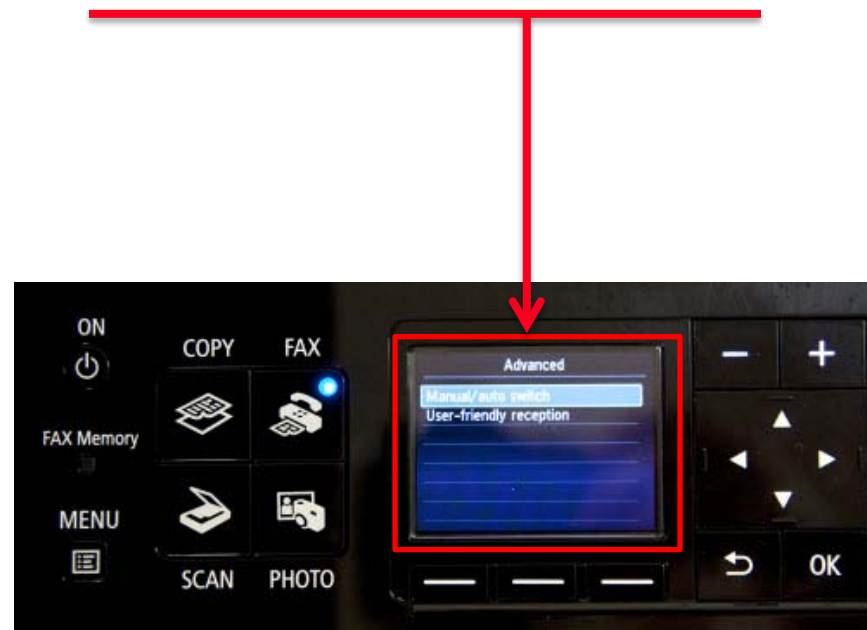 ON
COPY FAX
FAX Memory
MENU
SCAN PHOTO
Advanced
Manual/auto switch
User-friendly reception
OK